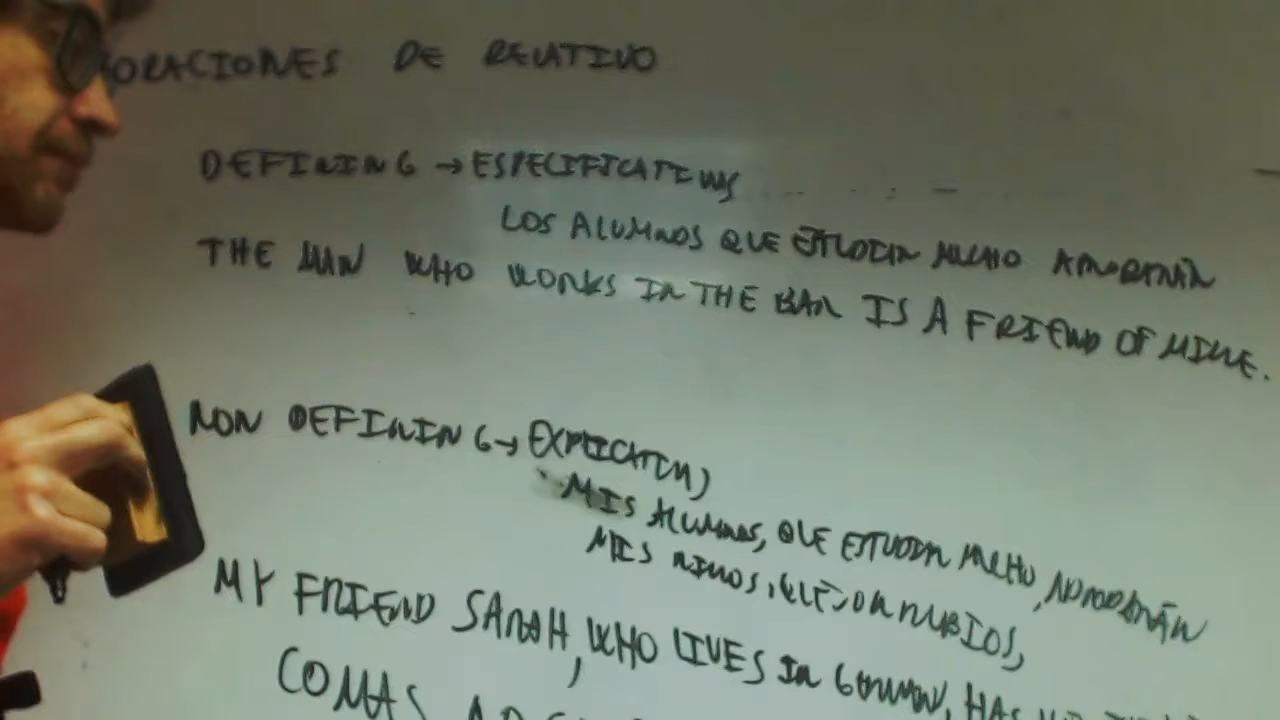 ORACIONES DE RELATIVO
DEFINING → ESPECIFICATIVAS
LOS ALUMNOS QUE ESTUDIAN MUCHO APROBARÁN
THE MAN WHO WORKS IN THE BAR IS A FRIEND OF MINE.
NON DEFINING → EXPLICATIVAS
MIS ALUMNOS, QUE ESTUDIAN MUCHO, APROBARÁN
MIS NIÑOS, QUE SON RUBIOS,
MY FRIEND SARAH, WHO LIVES IN GERMANY, HAS
COMAS